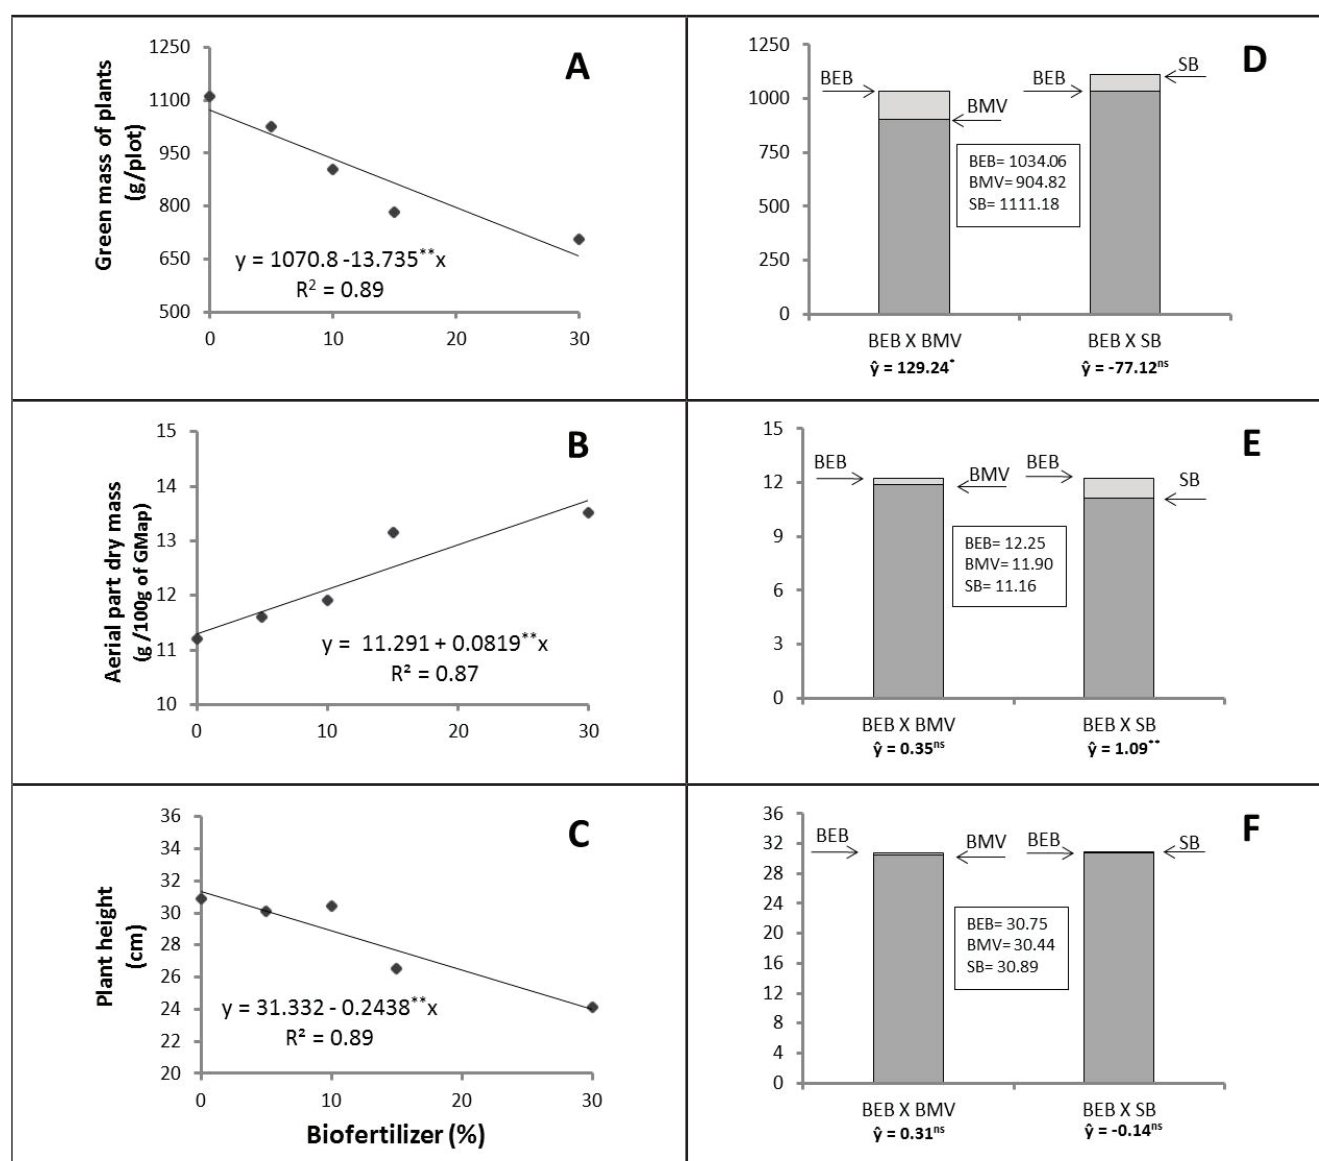 A
Green mass of plants
(g/plot)
1250
1100
950
800
650
500
y = 1070.8 -13.735**x
R² = 0.89
0 10 20 30
D
1250
1000
750
500
250
0
BEB
BMV
BEB
SB
BEB= 1034.06
BMV= 904.82
SB= 1111.18
BEB X BMV
ŷ = 129.24*
BEB X SB
ŷ = -77.12ns
B
Aerial part dry mass
(g /100g of GMap)
15
14
13
12
11
10
y = 11.291 + 0.0819**x
R² = 0.87
0 10 20 30
E
15
12
9
6
3
0
BEB
BMV
BEB
SB
BEB= 12.25
BMV= 11.90
SB= 11.16
BEB X BMV
ŷ = 0.35ns
BEB X SB
ŷ = 1.09**
C
Plant height
(cm)
36
34
32
30
28
26
24
22
20
y = 31.332 - 0.2438**x
R² = 0.89
0 10 20 30
Biofertilizer (%)
F
36
32
28
24
20
16
12
8
4
0
BEB
BMV
BEB
SB
BEB= 30.75
BMV= 30.44
SB= 30.89
BEB X BMV
ŷ = 0.31ns
BEB X SB
ŷ = -0.14ns